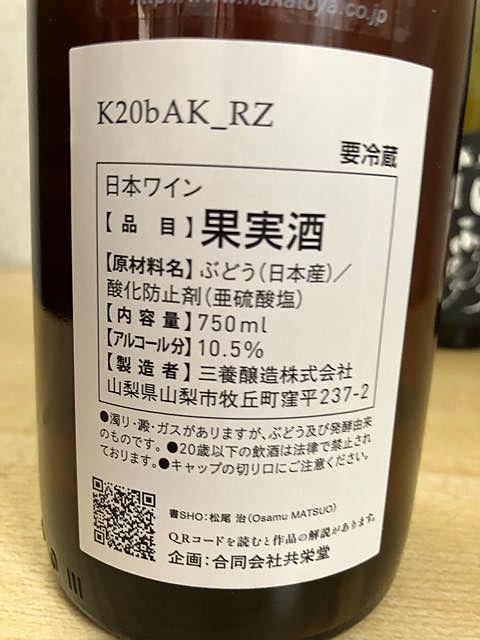 K20bAK_RZ
要冷蔵
日本ワイン
【品 目】果実酒
【原材料名】ぶどう(日本産)/
酸化防止剤(亜硫酸塩)
【内容量】750ml
【アルコール分】10.5%
【製造者】三養醸造株式会社
山梨県山梨市牧丘町窪平237-2
●濁り・澱・ガスがありますが、ぶどう及び発酵由来
のものです。●20歳以下の飲酒は法律で禁止され
ております。●キャップの切り口にご注意ください。
書SHO:松尾 治(Osamu MATSUO)
QRコードを読むと作品の解説があります。
企画:合同会社共栄堂